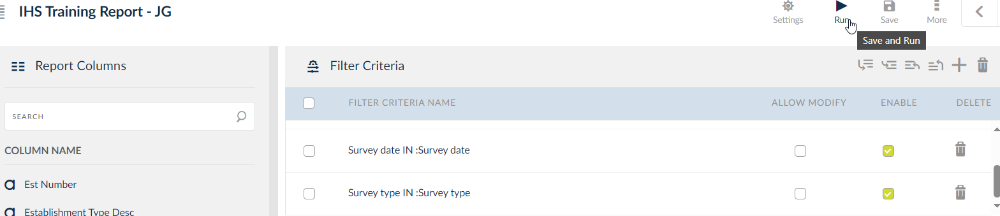 IHS Training Report - JG
Settings
Run
Save
More
Save and Run
Report Columns
SEARCH
COLUMN NAME
Est Number
Establishment Type Desc
Filter Criteria
FILTER CRITERIA NAME ALLOW MODIFY ENABLE DELETE
Survey date IN :Survey date
Survey type IN :Survey type